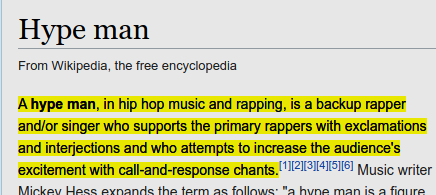 Hype man
From Wikipedia, the free encyclopedia
A hype man, in hip hop music and rapping, is a backup rapper
and/or singer who supports the primary rappers with exclamations
and interjections and who attempts to increase the audience's
excitement with call-and-response chants.[1][2][3][4][5][6] Music writer
Mickey Hess expands the term as follows: "a hype man is a figure